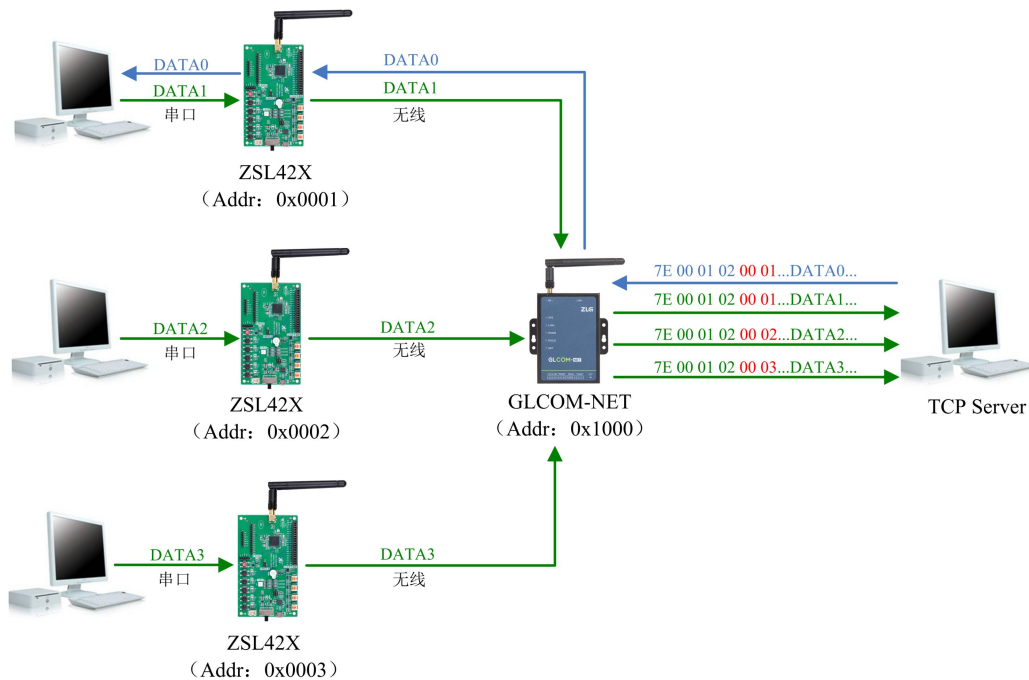 DATA0
DATA1
串口
DATA0
DATA1
无线
ZSL42X
（Addr：0x0001）
DATA2
串口
DATA2
无线
ZSL42X
（Addr：0x0002）
ZLG
GLCOM-NET
GLCOM-NET
（Addr：0x1000）
7E 00 01 02 00 01...DATA0...
7E 00 01 02 00 01...DATA1...
7E 00 01 02 00 02...DATA2...
7E 00 01 02 00 03...DATA3...
TCP Server
DATA3
串口
DATA3
无线
ZSL42X
（Addr：0x0003）